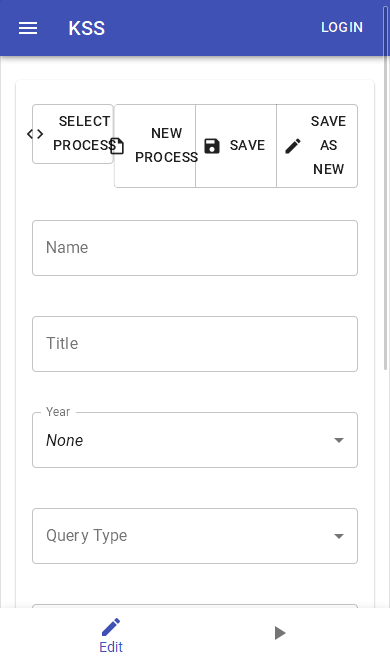 KSS
LOGIN
SELECT
PROCESS
NEW
PROCESS
SAVE
SAVE
AS
NEW
Name
Title
Year
None
Query Type
Edit